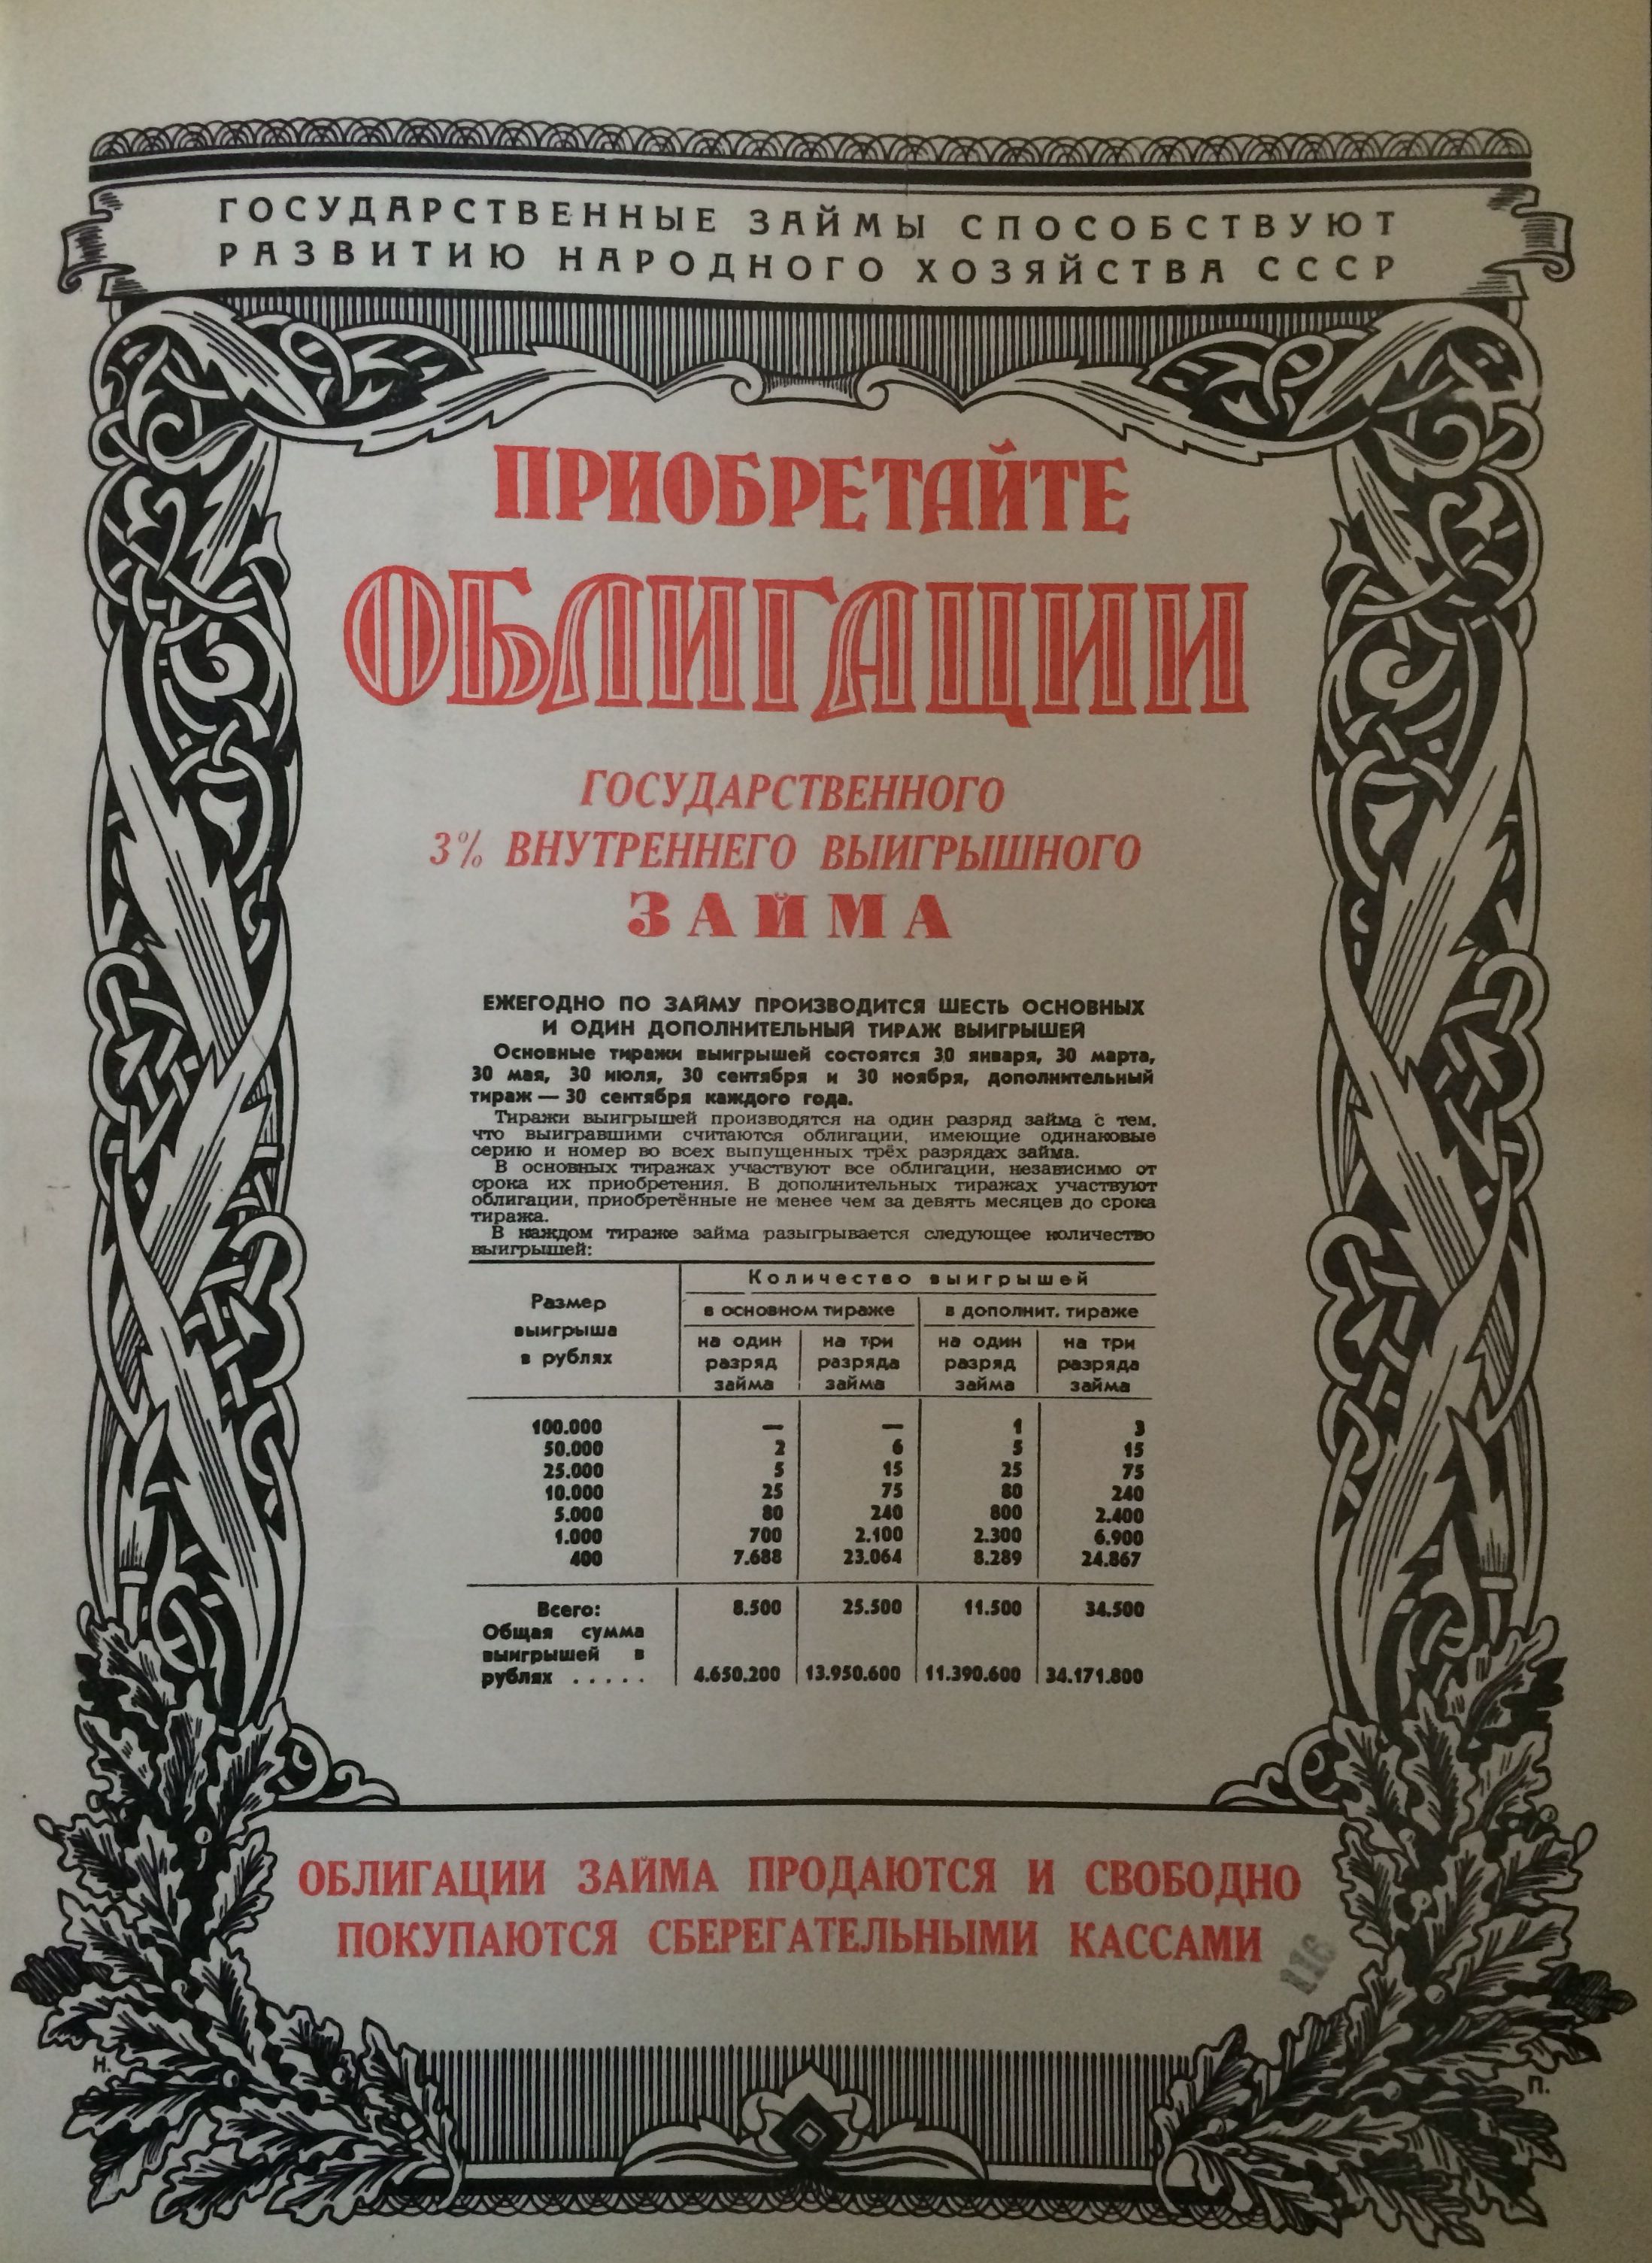 ГОСУДАРСТВЕННЫЕ ЗАЙМЫ СПОСОБСТВУЮТ
РАЗВИТИЮ НАРОДНОГО ХОЗЯЙСТВА СССР
ПРИОБРЕТАЙТЕ
ОБЛИГАЦИИ
ГОСУДАРСТВЕННОГО
3% ВНУТРЕННЕГО ВЫИГРЫШНОГО
ЗАЙМА
ЕЖЕГОДНО ПО ЗАЙМУ ПРОИЗВОДИТСЯ ШЕСТЬ ОСНОВНЫХ
И ОДИН ДОПОЛНИТЕЛЬНЫЙ ТИРАЖ ВЫИГРЫШЕЙ
Основные тиражи выигрышей состоятся 30 января, 30 марта,
30 мая, 30 июля, 30 сентября и 30 ноября, дополнительный
тираж — 30 сентября каждого года.
Тиражи выигрышей производятся на один разряд займа с тем,
что выигравшими считаются облигации, имеющие одинаковые
серию и номер во всех выпущенных трёх разрядах займа.
В основных тиражах участвуют все облигации, независимо от
срока их приобретения. В дополнительных тиражах участвуют
облигации, приобретённые не менее чем за девять месяцев до срока
тиража.
В каждом тираже займа разыгрывается следующее количество
выигрышей:
Размер
выигрыша
в рублях
Количество выигрышей
в основном тираже в дополнит. тираже
на один на три на один на три
разряд разряда разряд разряда
займа займа займа займа
100.000 — — 1 3
50.000 2 6 5 15
25.000 5 15 25 75
10.000 25 75 80 240
5.000 80 240 800 2.400
1.000 700 2.100 2.300 6.900
400 7.688 23.064 8.289 24.867
Всего: 8.500 25.500 11.500 34.500
Общая сумма
выигрышей в
рублях . . . . . 4.650.200 13.950.600 11.390.600 34.171.800
ОБЛИГАЦИИ ЗАЙМА ПРОДАЮТСЯ И СВОБОДНО
ПОКУПАЮТСЯ СБЕРЕГАТЕЛЬНЫМИ КАССАМИ
116
Н.
П.